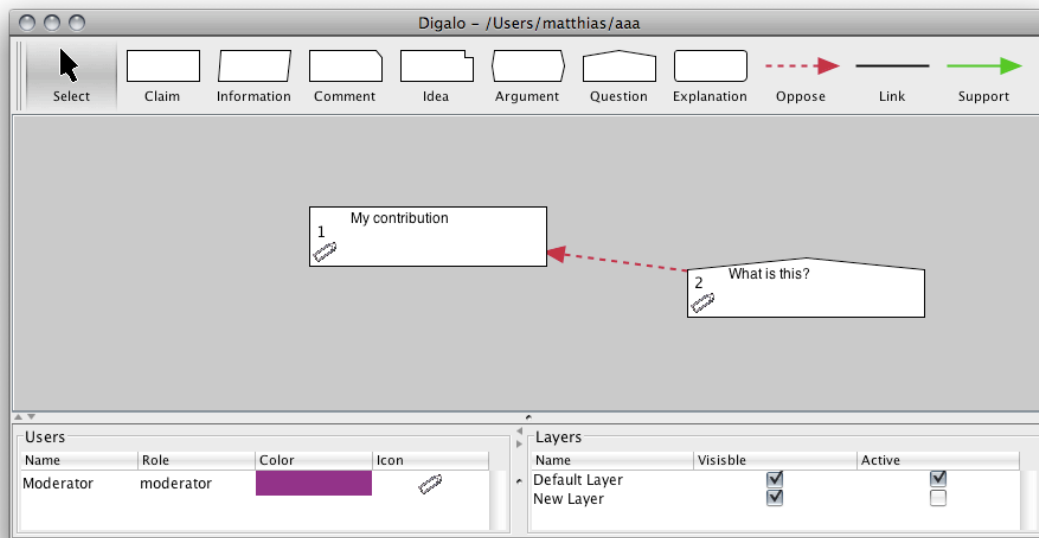 Digalo – /Users/matthias/aaa
Select Claim Information Comment Idea Argument Question Explanation Oppose Link Support
My contribution
1
What is this?
2
Users
Name Role Color Icon
Moderator moderator
Layers
Name Visisble Active
Default Layer
New Layer